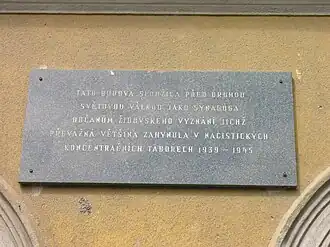 TATO BUDOVA SLOUŽILA PŘED DRUHOU
SVĚTOVOU VÁLKOU JAKO SYNAGOGA
OBČANŮM ŽIDOVSKÉHO VYZNÁNÍ JICHŽ
PŘEVÁŽNÁ VĚTŠINA ZAHYNULA V NACISTICKÝCH
KONCENTRAČNÍCH TÁBORECH 1939 – 1945